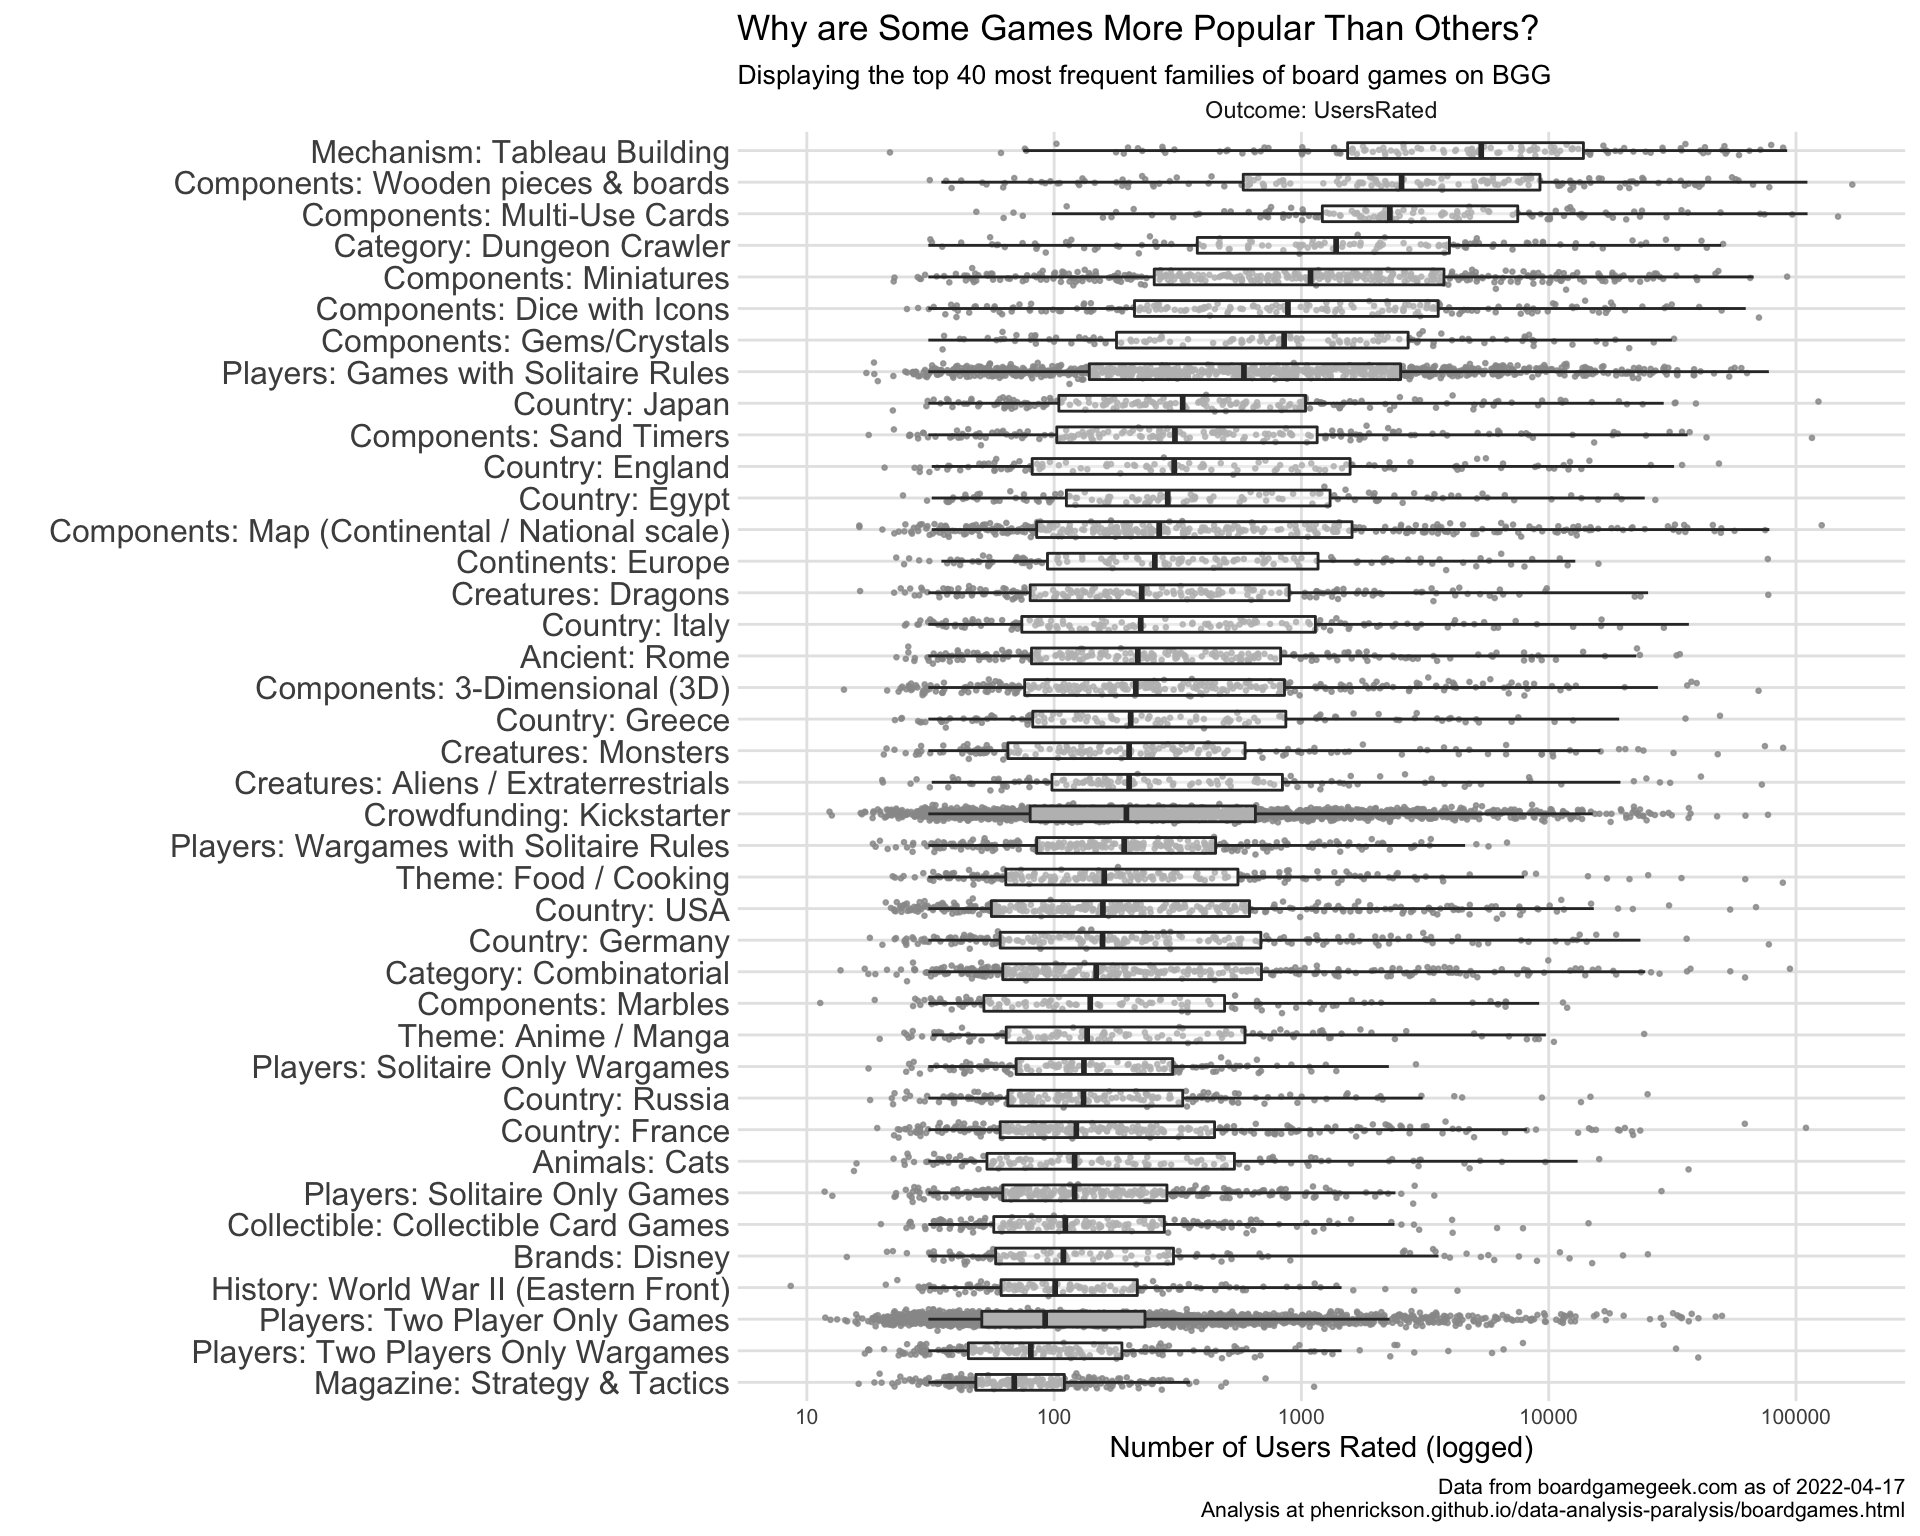 Why are Some Games More Popular Than Others?
Displaying the top 40 most frequent families of board games on BGG
Outcome: UsersRated
Mechanism: Tableau Building
Components: Wooden pieces & boards
Components: Multi-Use Cards
Category: Dungeon Crawler
Components: Miniatures
Components: Dice with Icons
Components: Gems/Crystals
Players: Games with Solitaire Rules
Country: Japan
Components: Sand Timers
Country: England
Country: Egypt
Components: Map (Continental / National scale)
Continents: Europe
Creatures: Dragons
Country: Italy
Ancient: Rome
Components: 3-Dimensional (3D)
Country: Greece
Creatures: Monsters
Creatures: Aliens / Extraterrestrials
Crowdfunding: Kickstarter
Players: Wargames with Solitaire Rules
Theme: Food / Cooking
Country: USA
Country: Germany
Category: Combinatorial
Components: Marbles
Theme: Anime / Manga
Players: Solitaire Only Wargames
Country: Russia
Country: France
Animals: Cats
Players: Solitaire Only Games
Collectible: Collectible Card Games
Brands: Disney
History: World War II (Eastern Front)
Players: Two Player Only Games
Players: Two Players Only Wargames
Magazine: Strategy & Tactics
10 100 1000 10000 100000
Number of Users Rated (logged)
Data from boardgamegeek.com as of 2022-04-17
Analysis at phenrickson.github.io/data-analysis-paralysis/boardgames.html